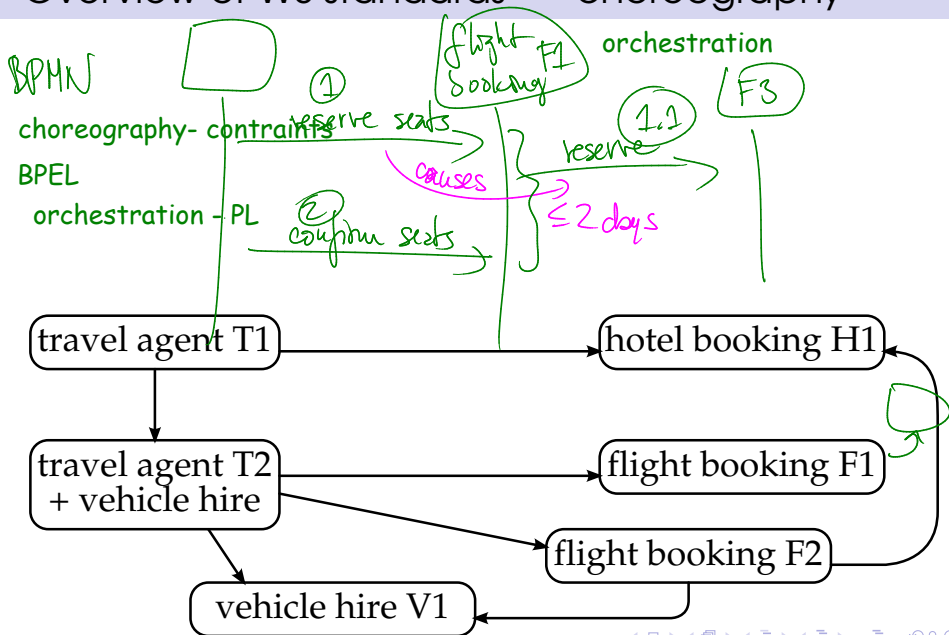 Overview of WS standards — choreography
flight
F1
booking
orchestration
BPMN
1
F3
1.1
choreography- contraints
reserve seats
reserve
BPEL
causes
orchestration - PL
2
≤ 2 days
confirm seats
travel agent T1
hotel booking H1
travel agent T2
+ vehicle hire
flight booking F1
flight booking F2
vehicle hire V1